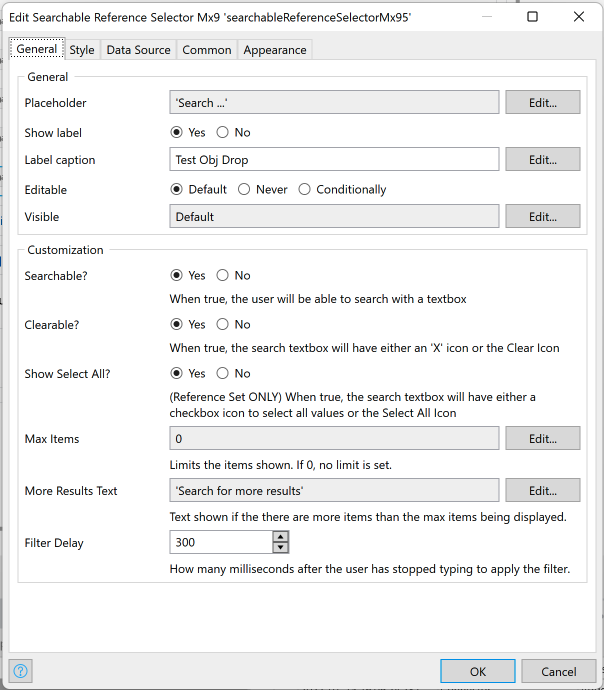 Edit Searchable Reference Selector Mx9 'searchableReferenceSelectorMx95'
General Style Data Source Common Appearance
General
Placeholder 'Search ...' Edit...
Show label Yes No
Label caption Test Obj Drop Edit...
Editable Default Never Conditionally
Visible Default Edit...
Customization
Searchable? Yes No
When true, the user will be able to search with a textbox
Clearable? Yes No
When true, the search textbox will have either an 'X' icon or the Clear Icon
Show Select All? Yes No
(Reference Set ONLY) When true, the search textbox will have either a
checkbox icon to select all values or the Select All Icon
Max Items 0 Edit...
Limits the items shown. If 0, no limit is set.
More Results Text 'Search for more results' Edit...
Text shown if the there are more items than the max items being displayed.
Filter Delay 300
How many milliseconds after the user has stopped typing to apply the filter.
? OK Cancel